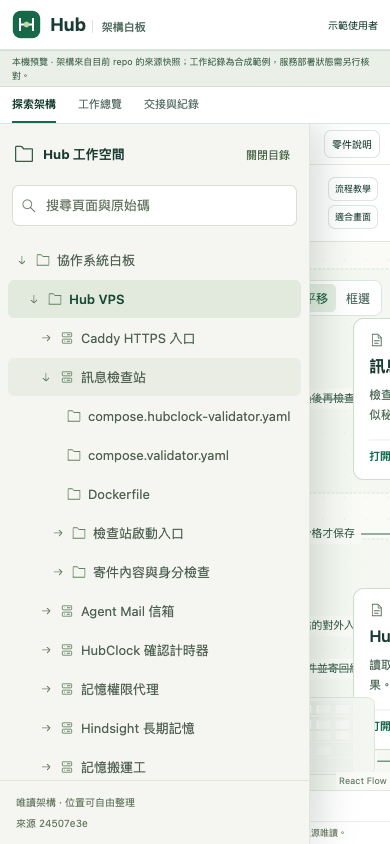 Hub
架構白板
示範使用者
本機預覽 · 架構來自目前 repo 的來源快照；工作紀錄為合成範例，服務部署狀態需另行核
對。
探索架構
工作總覽
交接與紀錄
Hub 工作空間
關閉目錄
零件說明
搜尋頁面與原始碼
流程教學
適合畫面
協作系統白板
Hub VPS
平移
框選
Caddy HTTPS 入口
訊息檢查站
後再檢查
檢查
似秘
compose.hubclock-validator.yaml
compose.validator.yaml
打開
Dockerfile
檢查站啟動入口
格才保存
寄件內容與身分檢查
Agent Mail 信箱
的對外入
HubClock 確認計時器
Hu
讀取
件並寄回
果。
記憶權限代理
Hindsight 長期記憶
打開
記憶搬運工
React Flow
唯讀架構 · 位置可自由整理
來源 24507e3e
源唯讀。